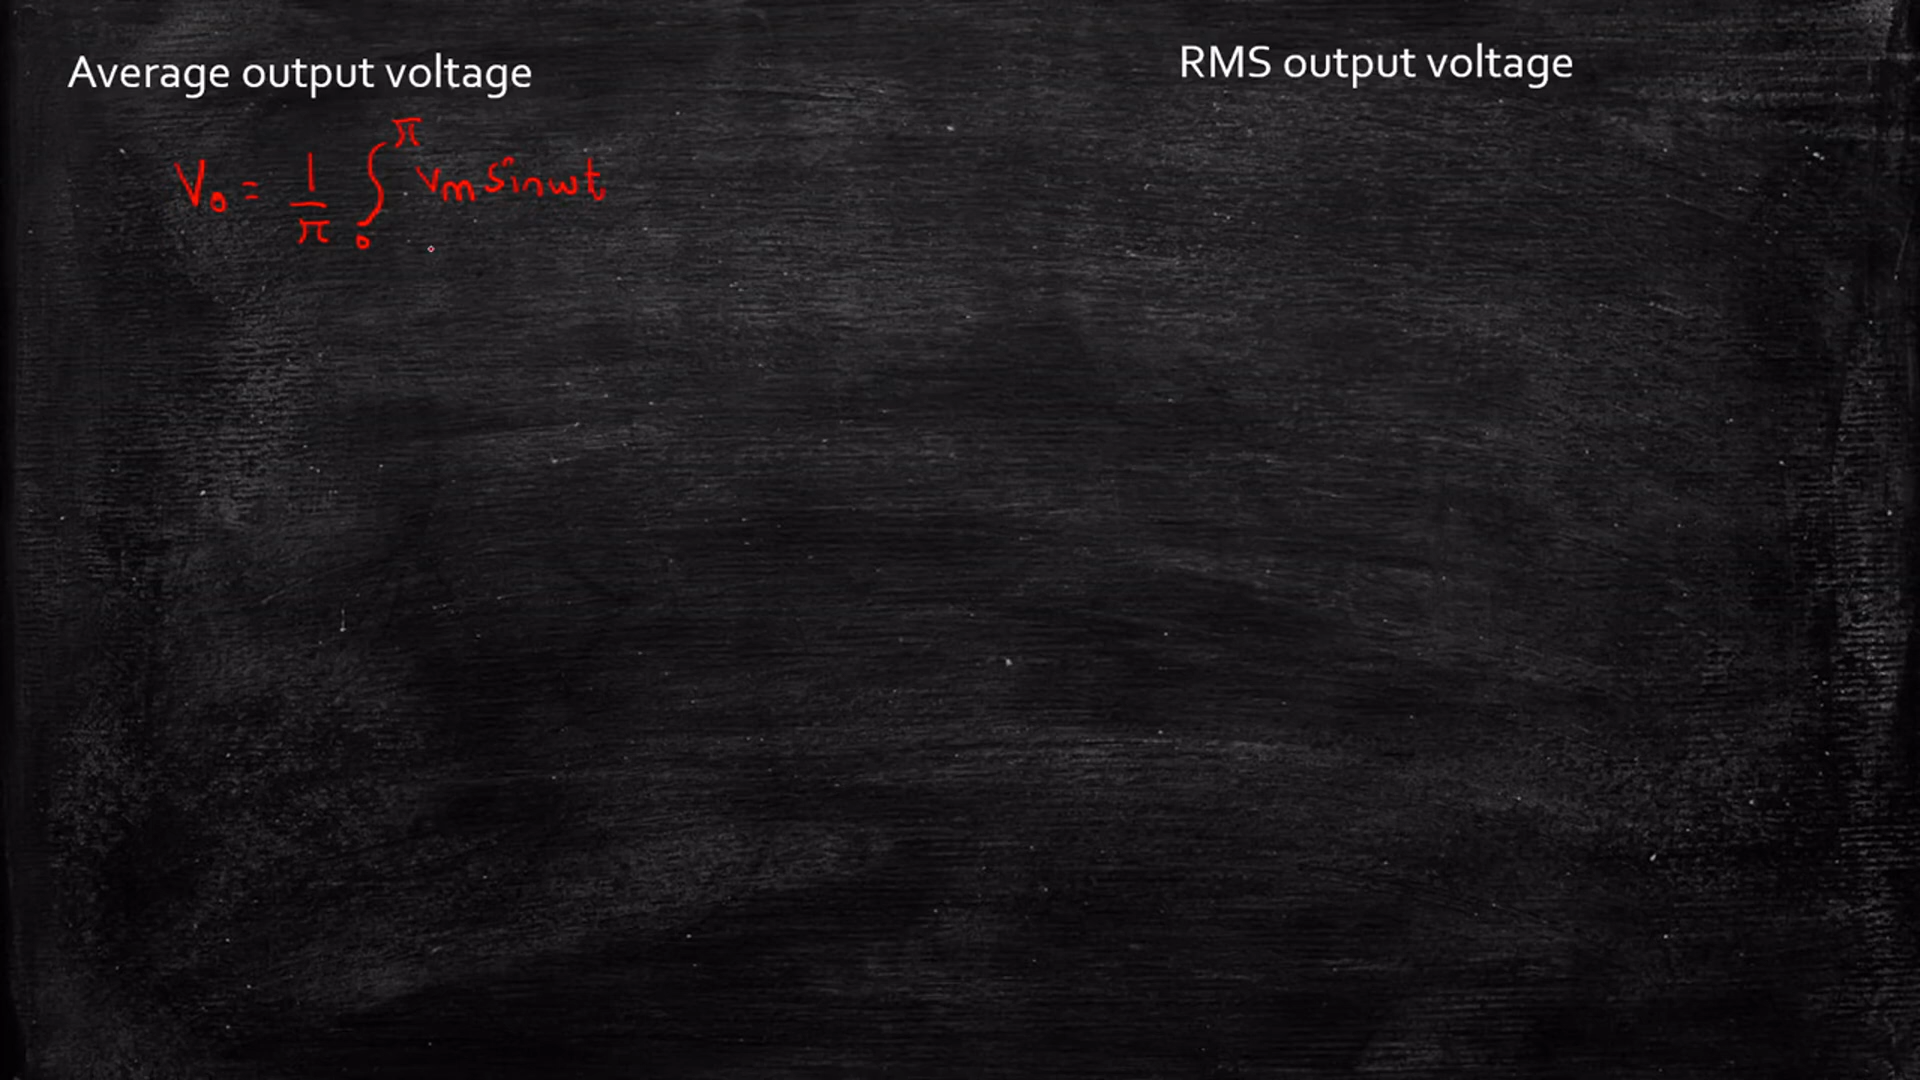 Average output voltage
RMS output voltage
V₀ = 1/π ∫₀^π Vm sinwt